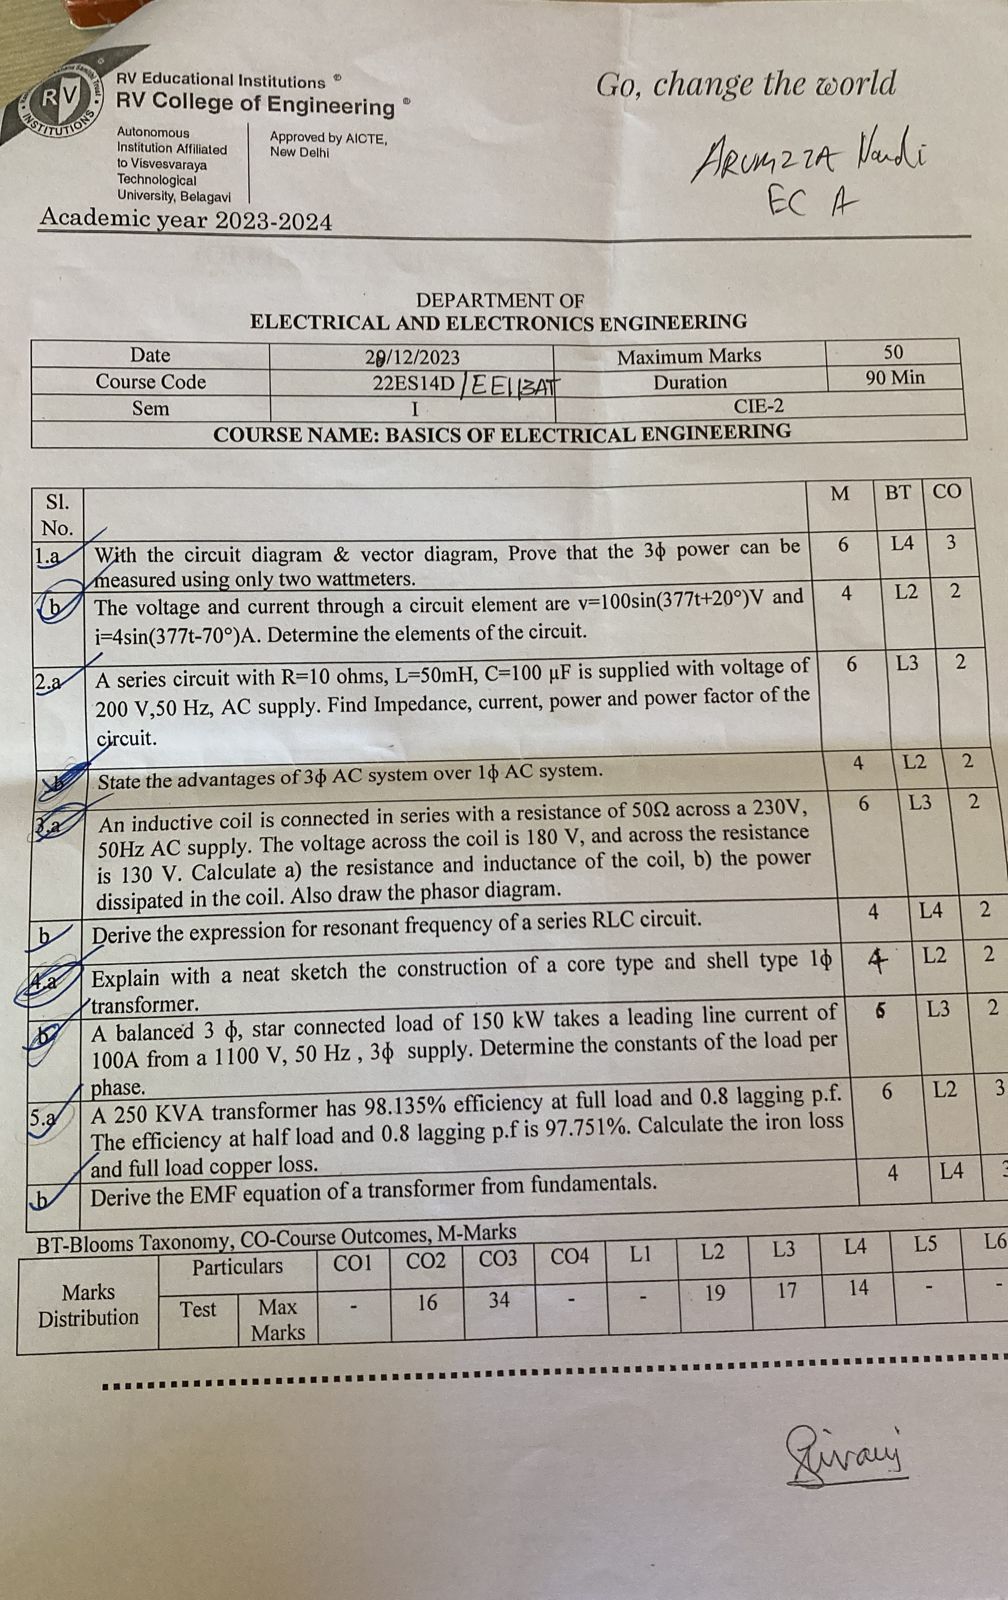 RV Educational Institutions ®
RV College of Engineering ®
Autonomous
Institution Affiliated
to Visvesvaraya
Technological
University, Belagavi
Approved by AICTE,
New Delhi
Go, change the world
Nandi
EC A
Academic year 2023-2024
RV
INSTITUTIONS
DEPARTMENT OF
ELECTRICAL AND ELECTRONICS ENGINEERING
Date 28/12/2023 Maximum Marks 50
Course Code 22ES14D/EE113AT Duration 90 Min
Sem I CIE-2
COURSE NAME: BASICS OF ELECTRICAL ENGINEERING
Sl. No. M BT CO
1.a With the circuit diagram & vector diagram, Prove that the 3ϕ power can be 6 L4 3
measured using only two wattmeters.
b The voltage and current through a circuit element are v=100sin(377t+20°)V and 4 L2 2
i=4sin(377t-70°)A. Determine the elements of the circuit.
2.a A series circuit with R=10 ohms, L=50mH, C=100 μF is supplied with voltage of 6 L3 2
200 V,50 Hz, AC supply. Find Impedance, current, power and power factor of the
circuit.
b State the advantages of 3ϕ AC system over 1ϕ AC system. 4 L2 2
3.a An inductive coil is connected in series with a resistance of 50Ω across a 230V, 6 L3 2
50Hz AC supply. The voltage across the coil is 180 V, and across the resistance
is 130 V. Calculate a) the resistance and inductance of the coil, b) the power
dissipated in the coil. Also draw the phasor diagram.
b Derive the expression for resonant frequency of a series RLC circuit. 4 L4 2
4.a Explain with a neat sketch the construction of a core type and shell type 1ϕ 4 L2 2
transformer.
b A balanced 3 ϕ, star connected load of 150 kW takes a leading line current of 6 L3 2
100A from a 1100 V, 50 Hz , 3ϕ supply. Determine the constants of the load per
phase.
5.a A 250 KVA transformer has 98.135% efficiency at full load and 0.8 lagging p.f. 6 L2 3
The efficiency at half load and 0.8 lagging p.f is 97.751%. Calculate the iron loss
and full load copper loss.
b Derive the EMF equation of a transformer from fundamentals. 4 L4 3
BT-Blooms Taxonomy, CO-Course Outcomes, M-Marks
Marks Distribution Particulars CO1 CO2 CO3 CO4 L1 L2 L3 L4 L5 L6
Test Max Marks - 16 34 - - 19 17 14 - -